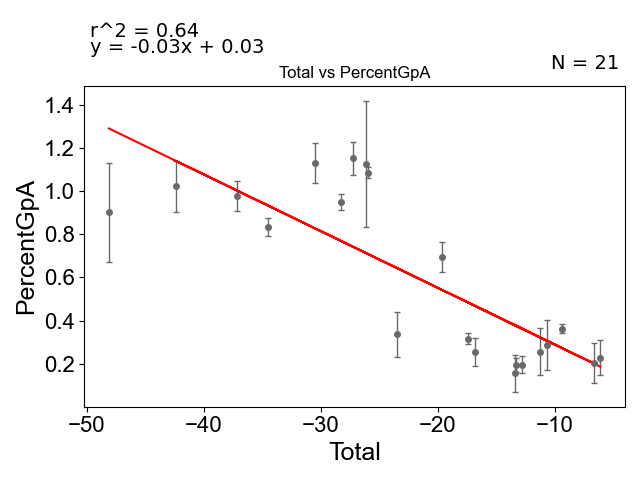 r^2 = 0.64
y = -0.03x + 0.03
N = 21
Total vs PercentGpA
PercentGpA
1.4
1.2
1.0
0.8
0.6
0.4
0.2
−50 −40 −30 −20 −10
Total